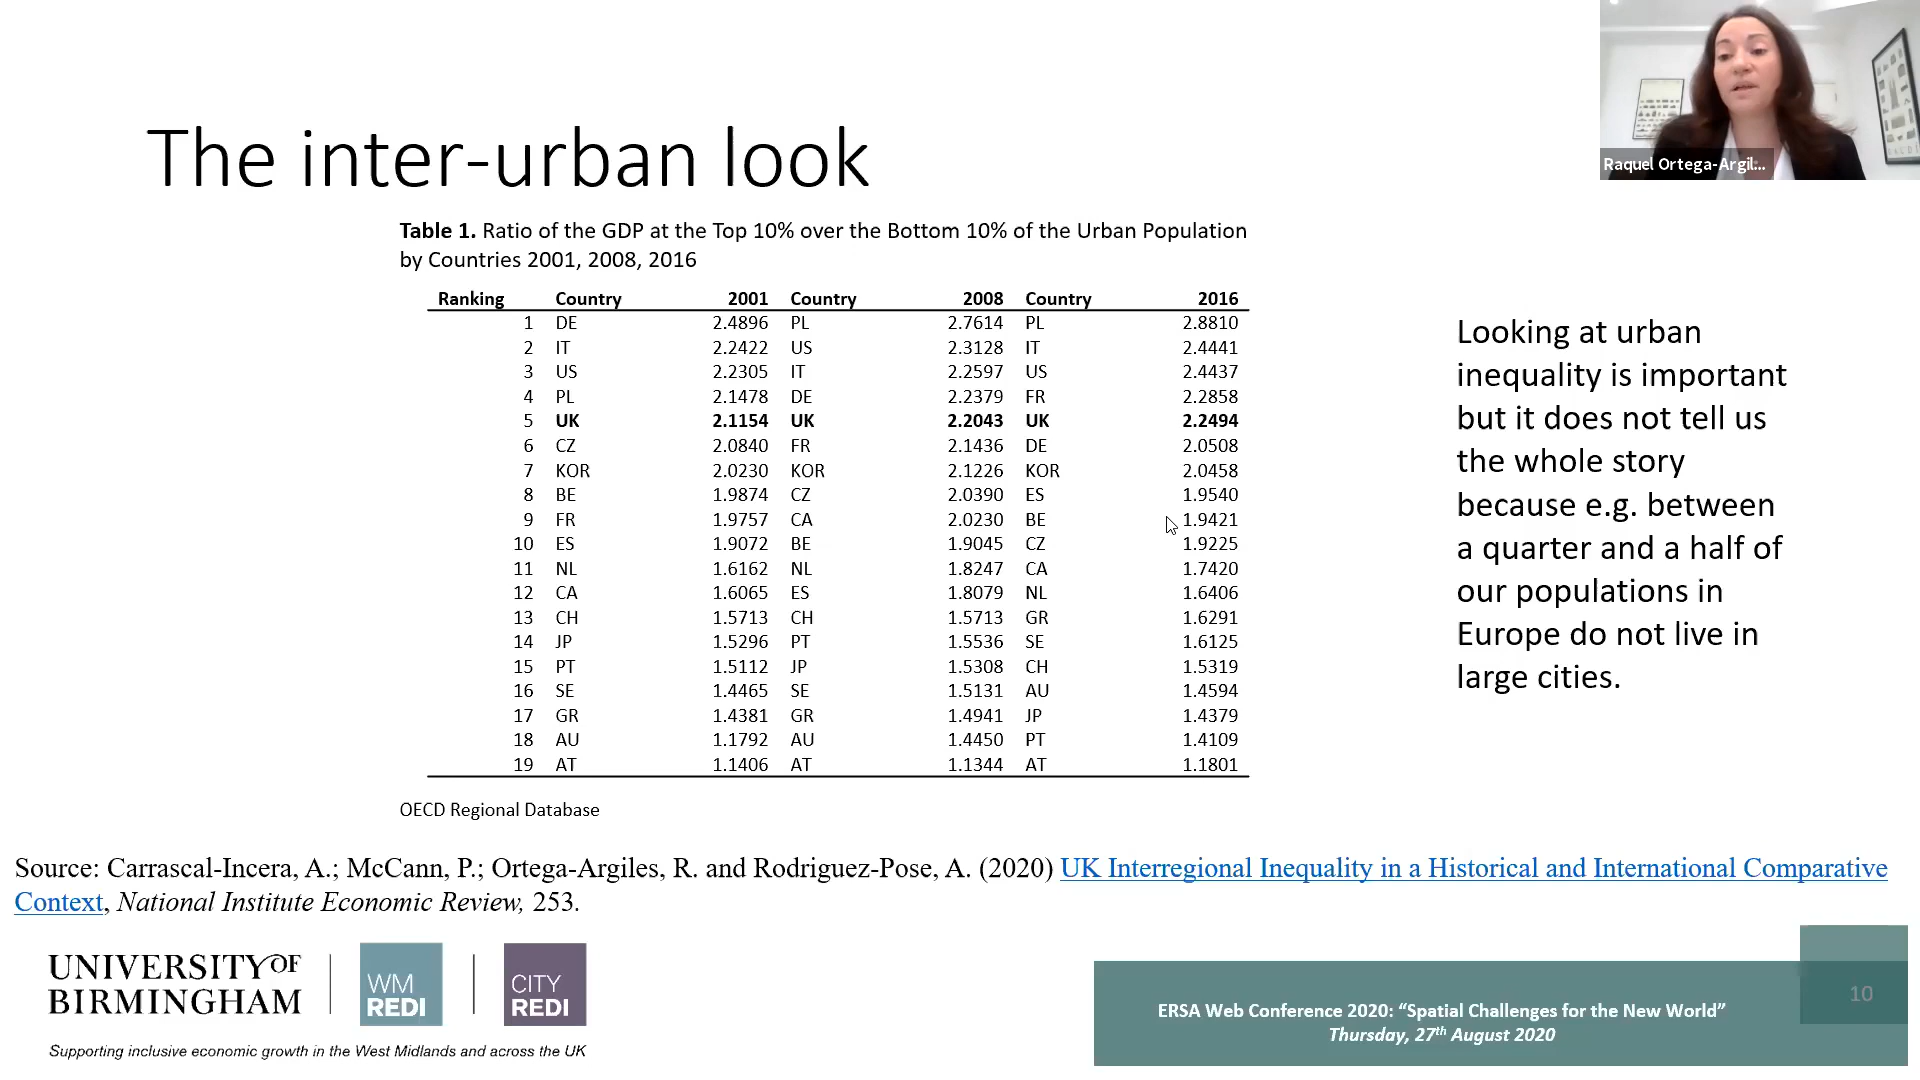 The inter-urban look
Raquel Ortega-Argil...
Table 1. Ratio of the GDP at the Top 10% over the Bottom 10% of the Urban Population
by Countries 2001, 2008, 2016
Ranking Country 2001 Country 2008 Country 2016
1 DE 2.4896 PL 2.7614 PL 2.8810
2 IT 2.2422 US 2.3128 IT 2.4441
3 US 2.2305 IT 2.2597 US 2.4437
4 PL 2.1478 DE 2.2379 FR 2.2858
5 UK 2.1154 UK 2.2043 UK 2.2494
6 CZ 2.0840 FR 2.1436 DE 2.0508
7 KOR 2.0230 KOR 2.1226 KOR 2.0458
8 BE 1.9874 CZ 2.0390 ES 1.9540
9 FR 1.9757 CA 2.0230 BE 1.9421
10 ES 1.9072 BE 1.9045 CZ 1.9225
11 NL 1.6162 NL 1.8247 CA 1.7420
12 CA 1.6065 ES 1.8079 NL 1.6406
13 CH 1.5713 CH 1.5713 GR 1.6291
14 JP 1.5296 PT 1.5536 SE 1.6125
15 PT 1.5112 JP 1.5308 CH 1.5319
16 SE 1.4465 SE 1.5131 AU 1.4594
17 GR 1.4381 GR 1.4941 JP 1.4379
18 AU 1.1792 AU 1.4450 PT 1.4109
19 AT 1.1406 AT 1.1344 AT 1.1801
OECD Regional Database
Looking at urban
inequality is important
but it does not tell us
the whole story
because e.g. between
a quarter and a half of
our populations in
Europe do not live in
large cities.
Source: Carrascal-Incera, A.; McCann, P.; Ortega-Argiles, R. and Rodriguez-Pose, A. (2020) UK Interregional Inequality in a Historical and International Comparative
Context, National Institute Economic Review, 253.
UNIVERSITY OF
BIRMINGHAM
WM
REDI
CITY
REDI
Supporting inclusive economic growth in the West Midlands and across the UK
ERSA Web Conference 2020: “Spatial Challenges for the New World”
Thursday, 27th August 2020
10